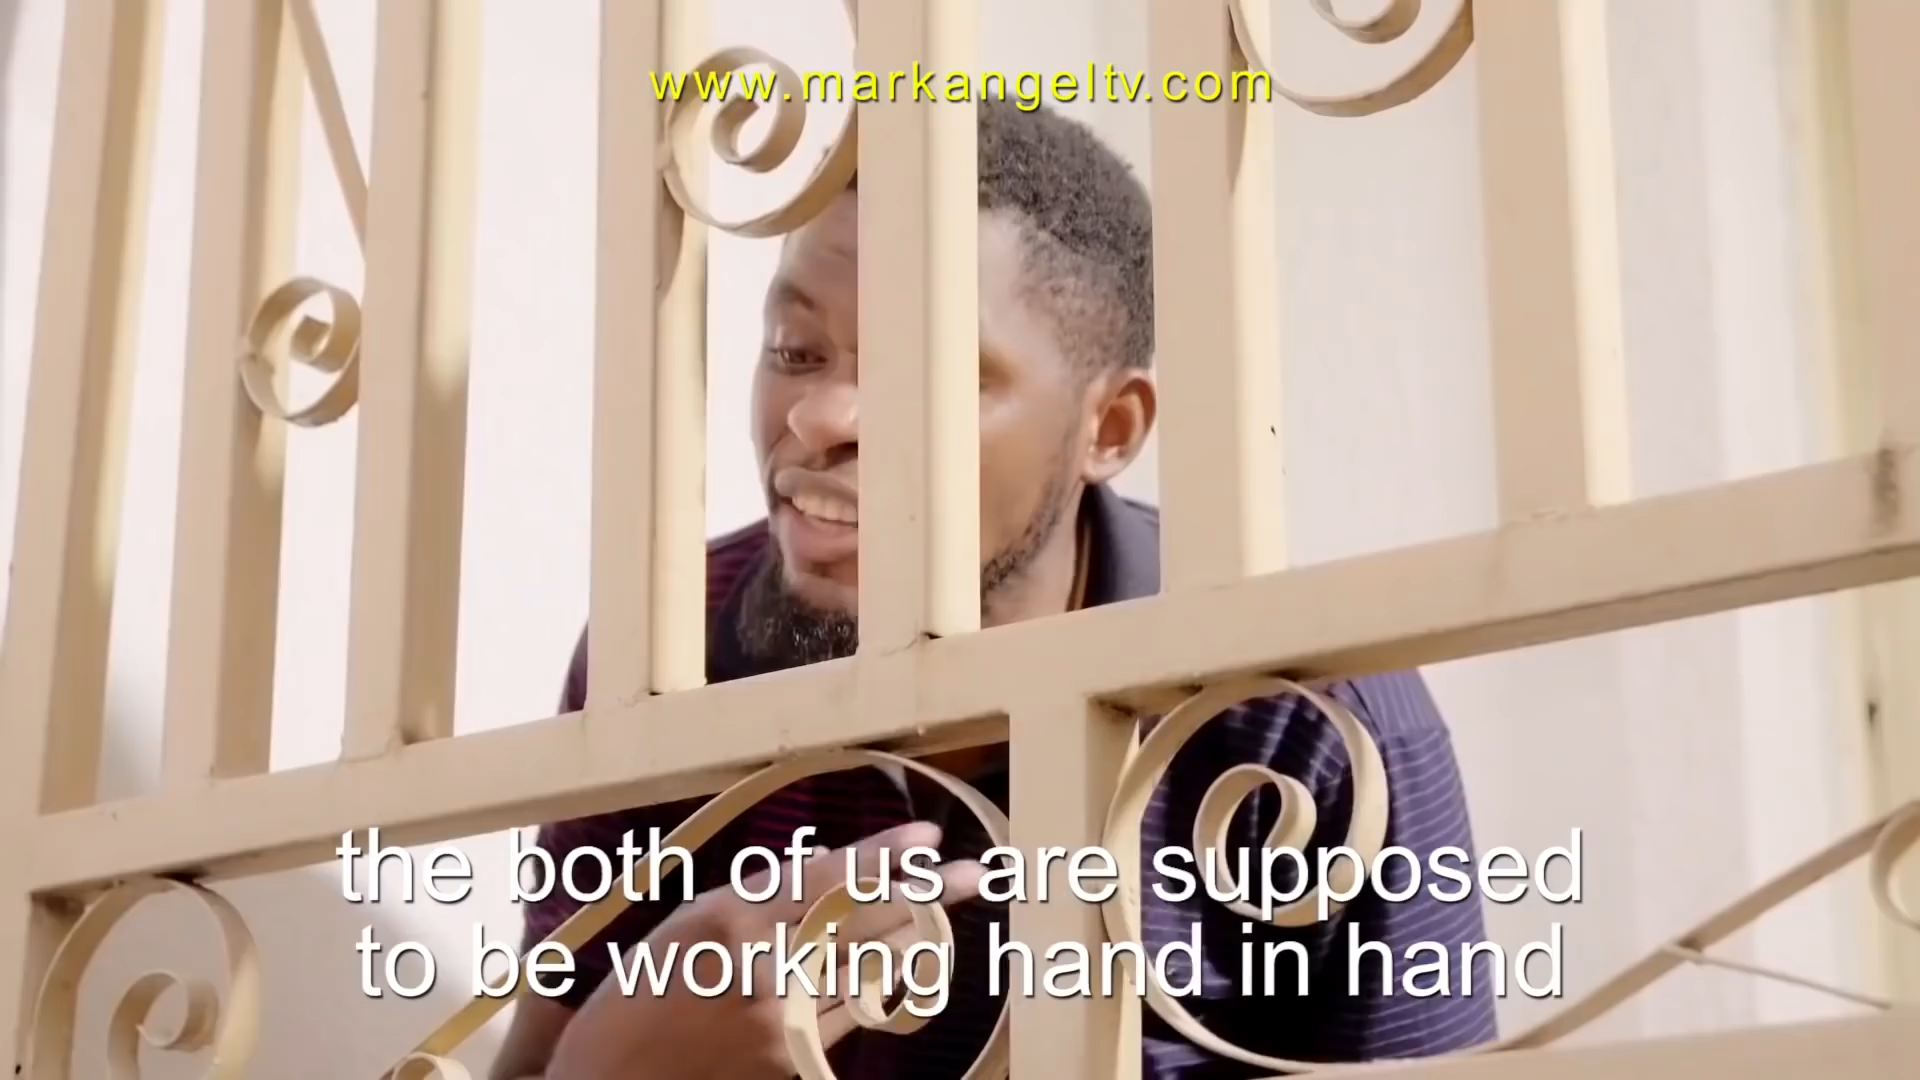 www.markangeltv.com
the both of us are supposed
to be working hand in hand